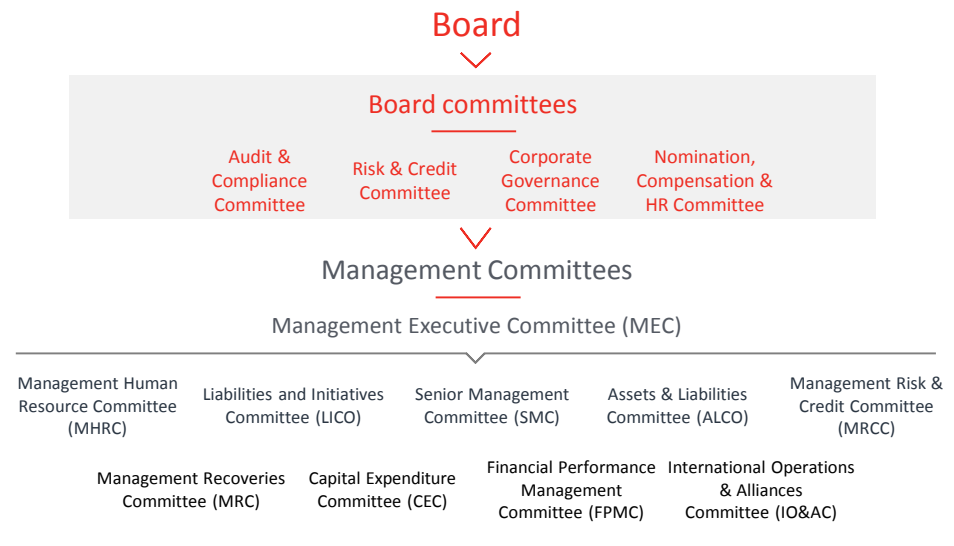 Board
Board committees
Audit &
Compliance
Committee
Risk & Credit
Committee
Corporate
Governance
Committee
Nomination,
Compensation &
HR Committee
Management Committees
Management Executive Committee (MEC)
Management Human
Resource Committee
(MHRC)
Liabilities and Initiatives
Committee (LICO)
Senior Management
Committee (SMC)
Assets & Liabilities
Committee (ALCO)
Management Risk &
Credit Committee
(MRCC)
Management Recoveries
Committee (MRC)
Capital Expenditure
Committee (CEC)
Financial Performance
Management
Committee (FPMC)
International Operations
& Alliances
Committee (IO&AC)